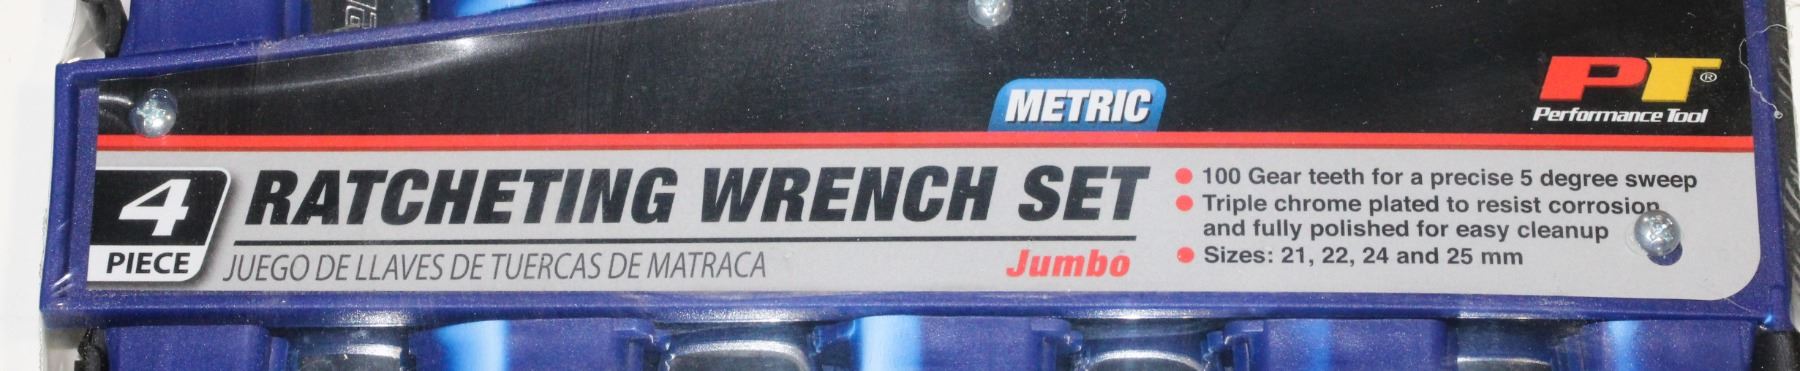 METRIC
PT®
Performance Tool
4
PIECE
RATCHETING WRENCH SET
JUEGO DE LLAVES DE TUERCAS DE MATRACA
Jumbo
• 100 Gear teeth for a precise 5 degree sweep
• Triple chrome plated to resist corrosion
and fully polished for easy cleanup
• Sizes: 21, 22, 24 and 25 mm